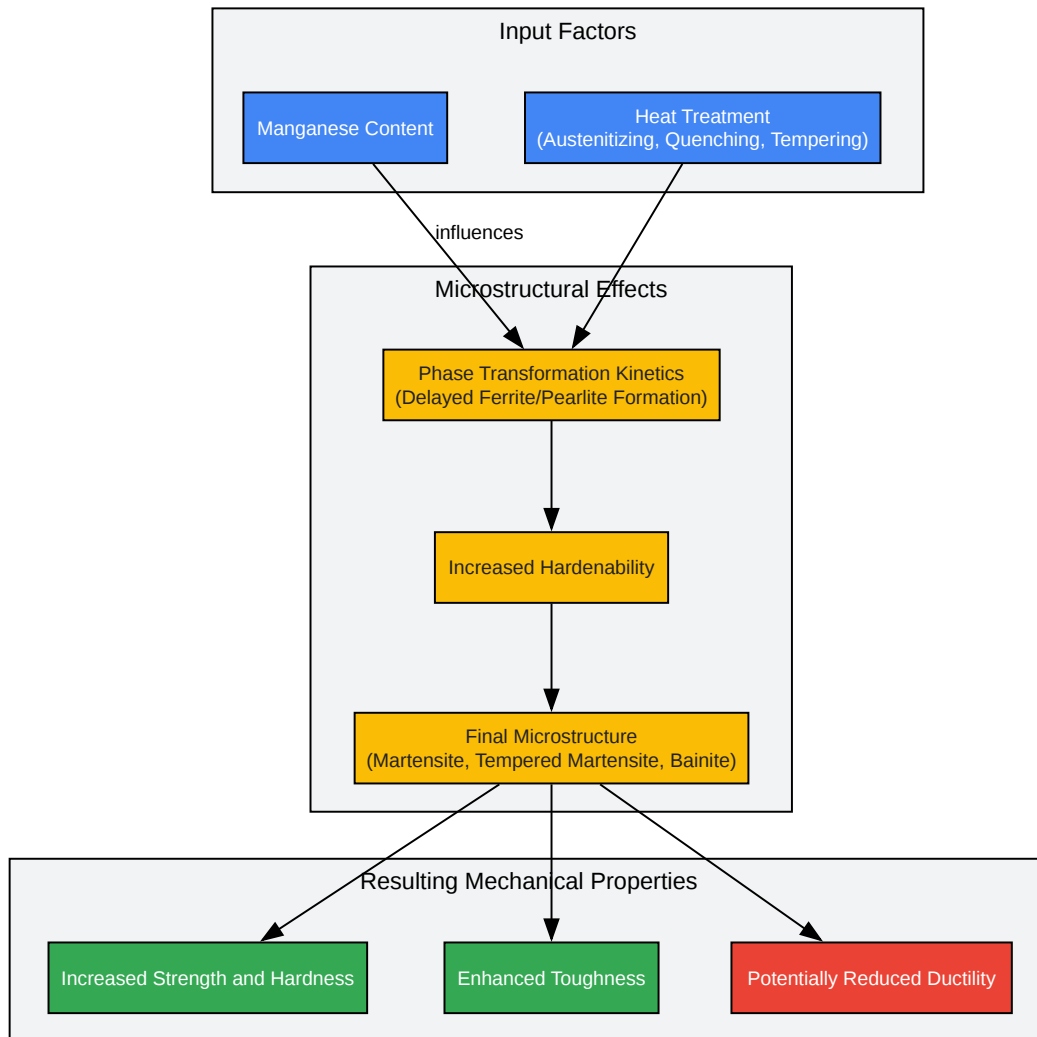 Input Factors
Manganese Content
Heat Treatment
(Austenitizing, Quenching, Tempering)
influences
Microstructural Effects
Phase Transformation Kinetics
(Delayed Ferrite/Pearlite Formation)
Increased Hardenability
Final Microstructure
(Martensite, Tempered Martensite, Bainite)
Resulting Mechanical Properties
Increased Strength and Hardness
Enhanced Toughness
Potentially Reduced Ductility